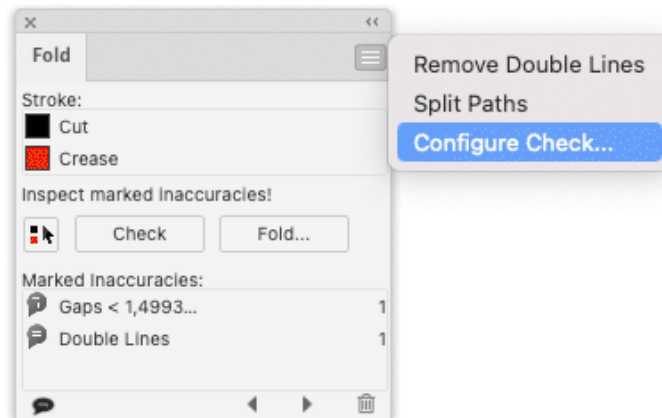 Fold
Stroke:
Cut
Crease
Inspect marked inaccuracies!
Check Fold...
Marked Inaccuracies:
Gaps < 1,4993... 1
Double Lines 1
Remove Double Lines
Split Paths
Configure Check...